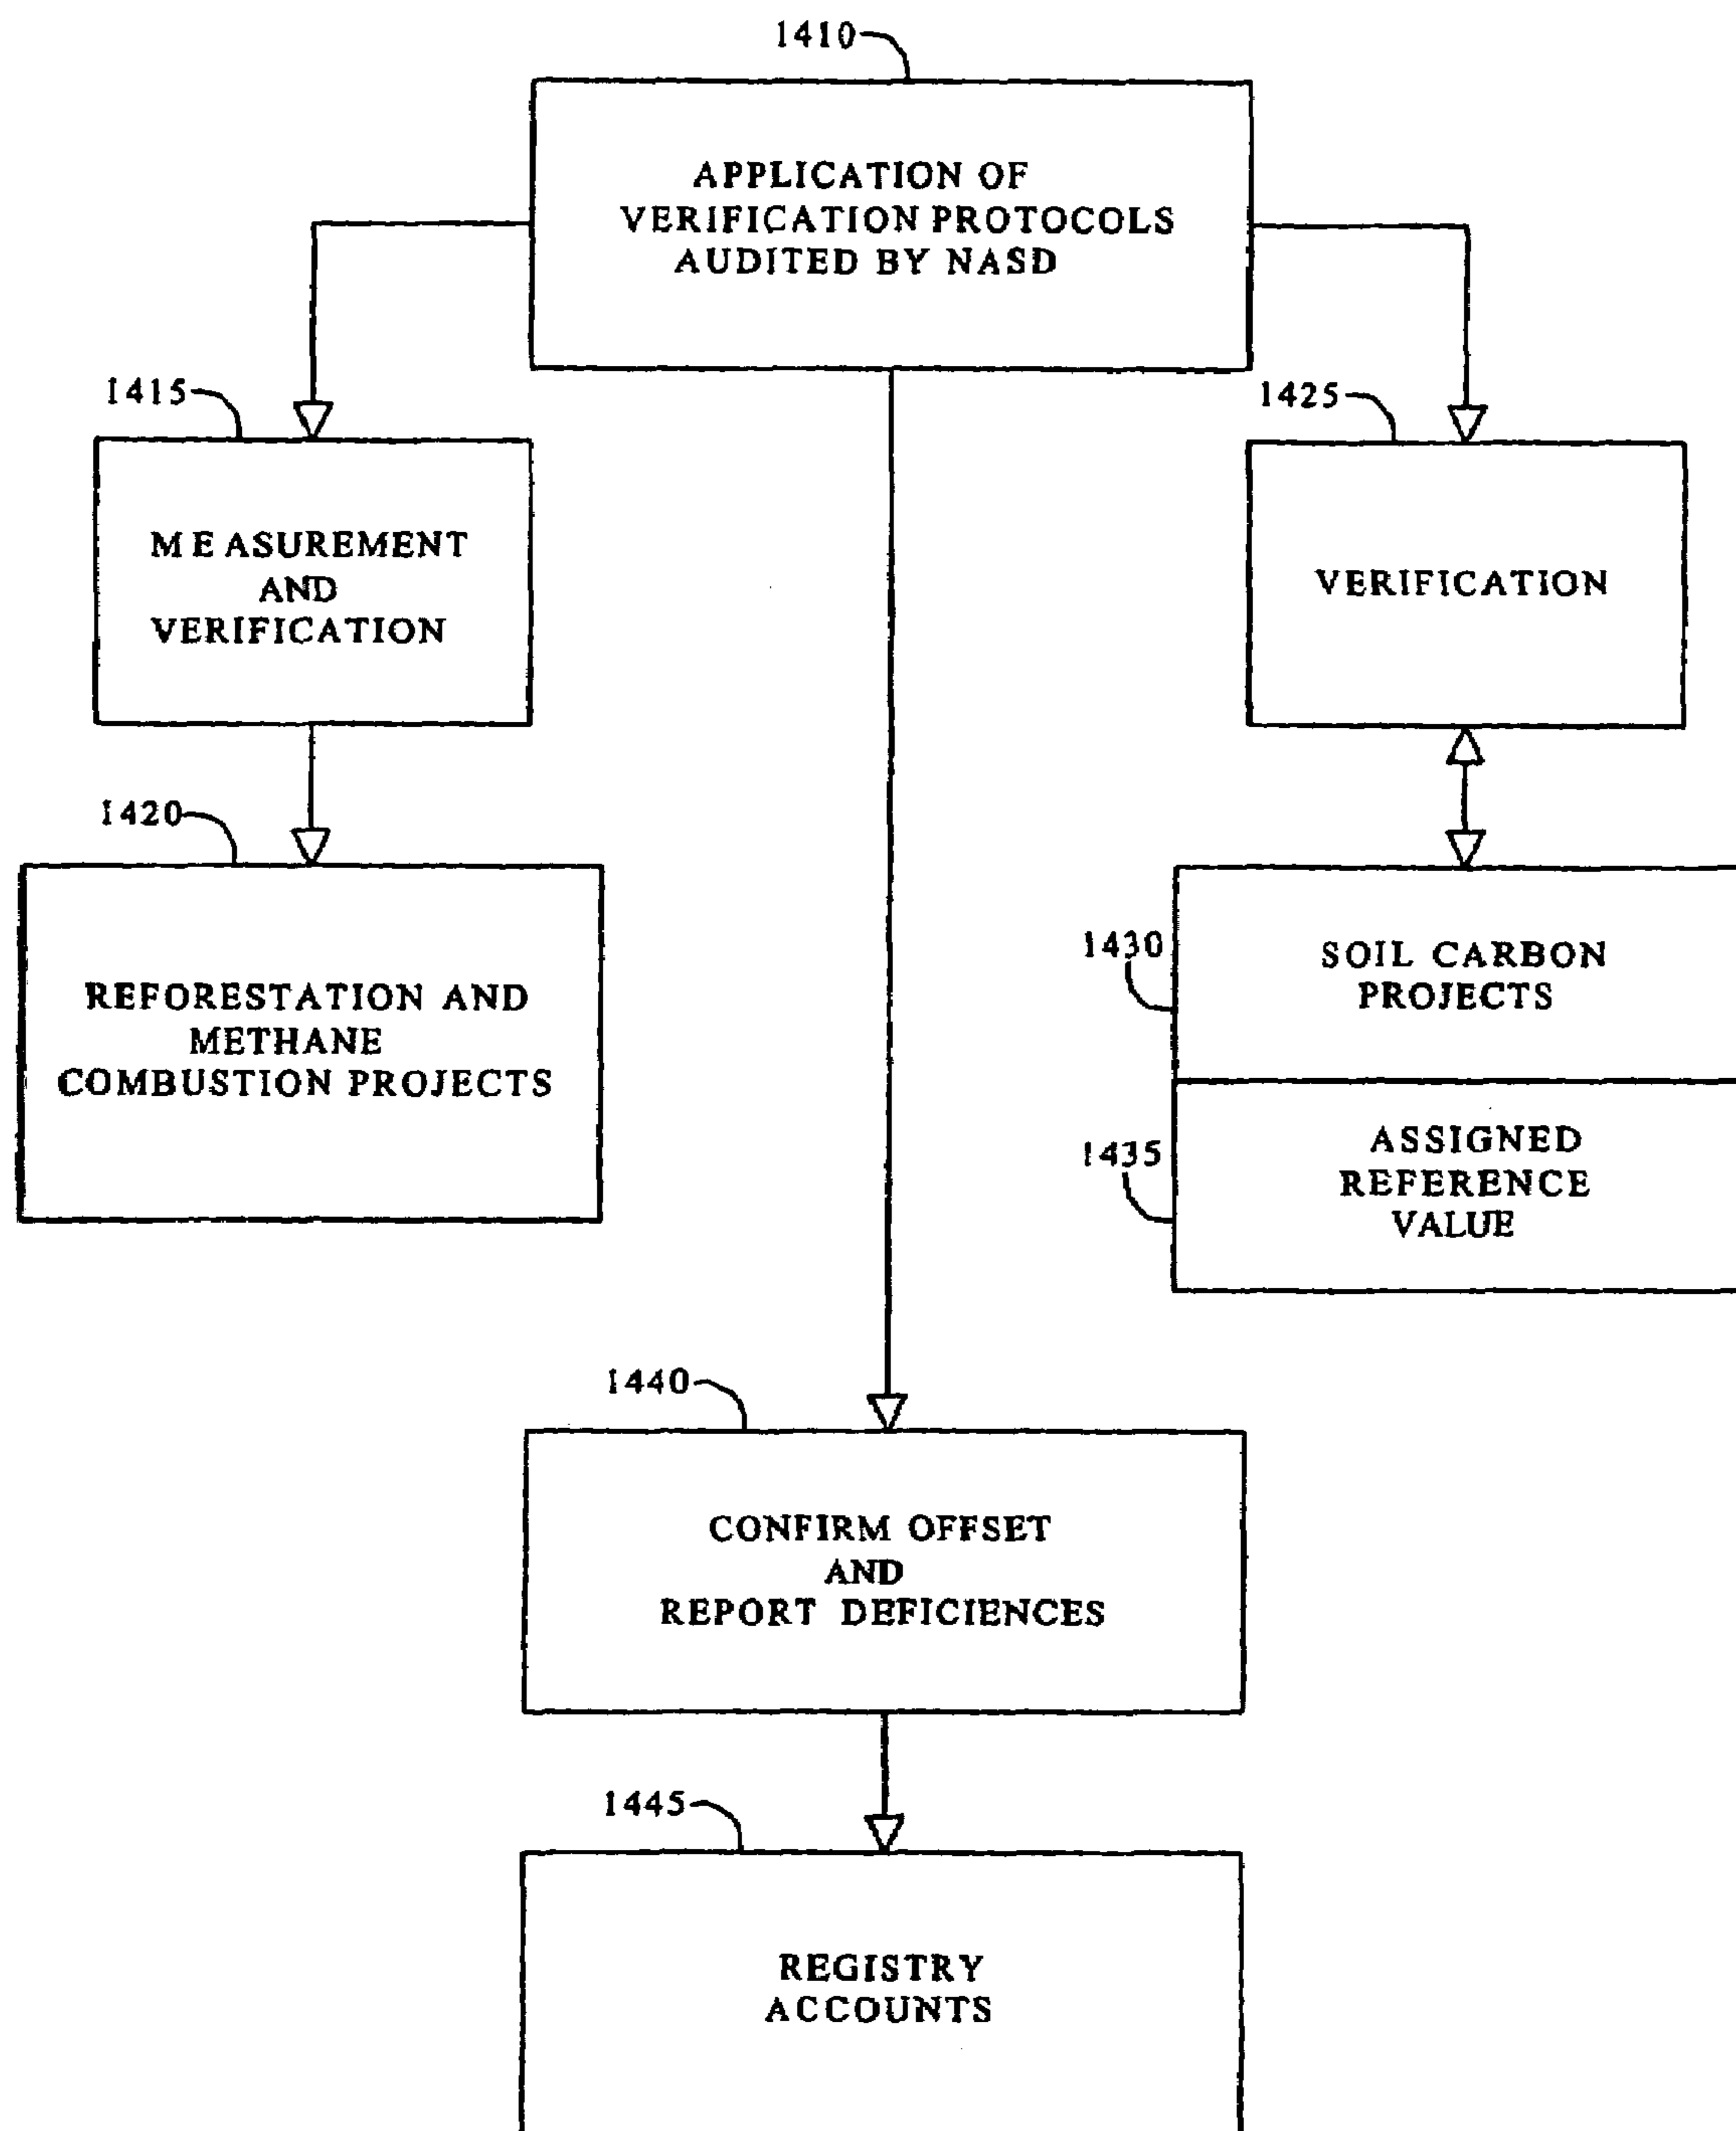 1410
APPLICATION OF
VERIFICATION PROTOCOLS
AUDITED BY NASD
1415
MEASUREMENT
AND
VERIFICATION
1425
VERIFICATION
1420
REFORESTATION AND
METHANE
COMBUSTION PROJECTS
1430
SOIL CARBON
PROJECTS
1435
ASSIGNED
REFERENCE
VALUE
1440
CONFIRM OFFSET
AND
REPORT DEFICIENCES
1445
REGISTRY
ACCOUNTS